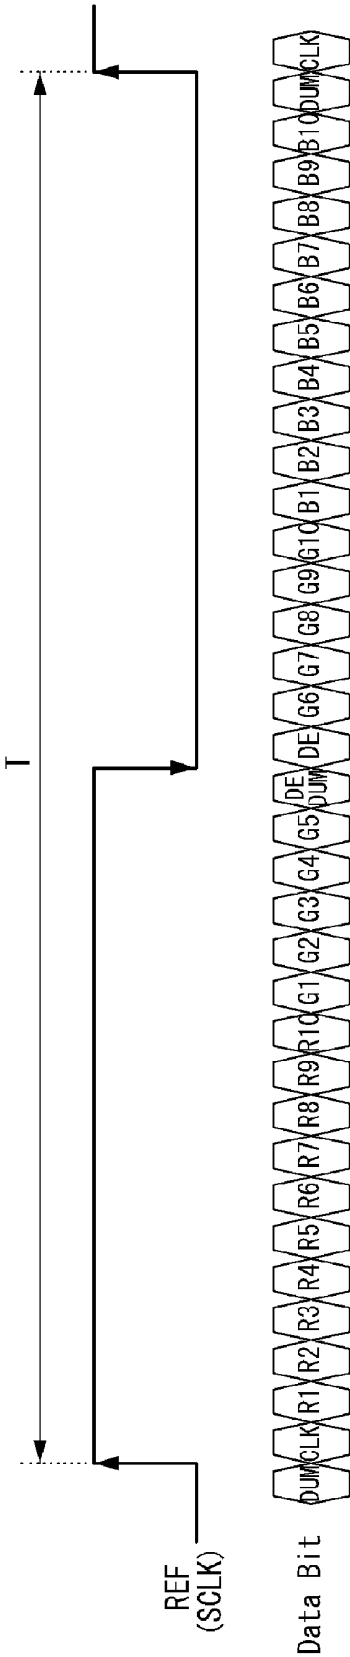 T
REF
(SCLK)
Data Bit DUM CLK R1 R2 R3 R4 R5 R6 R7 R8 R9 R10 G1 G2 G3 G4 G5 DE DUM DE G6 G7 G8 G9 G10 B1 B2 B3 B4 B5 B6 B7 B8 B9 B10 DUM CLK